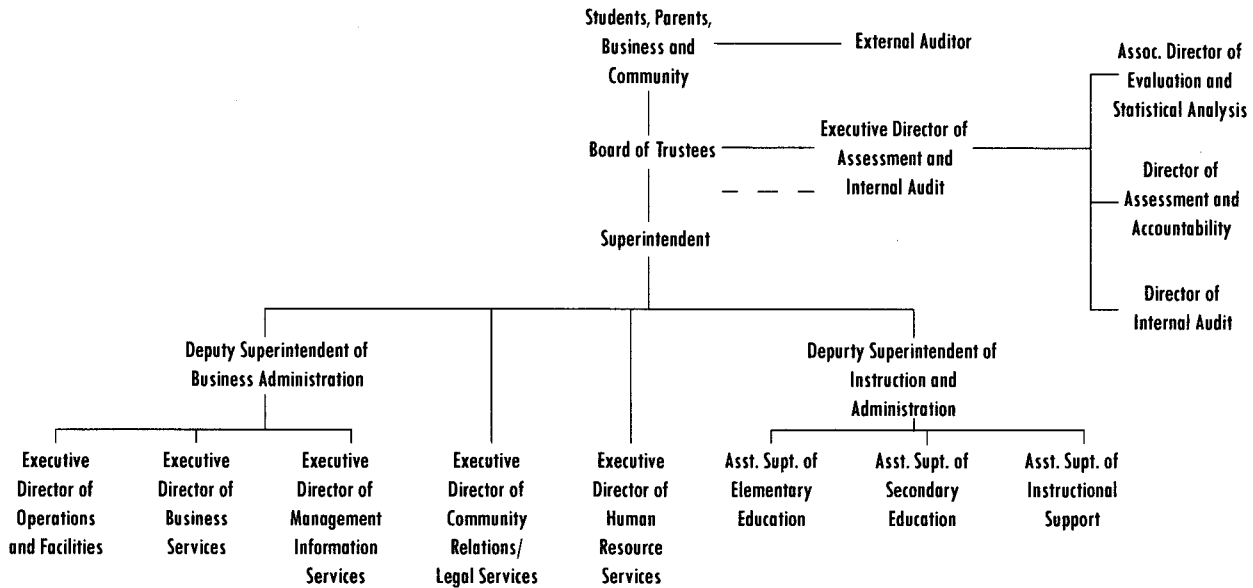 Students, Parents,
Business and
Community
External Auditor
Assoc. Director of
Evaluation and
Statistical Analysis
Board of Trustees
Executive Director of
Assessment and
Internal Audit
Director of
Assessment and
Accountability
Superintendent
Director of
Internal Audit
Deputy Superintendent of
Business Administration
Depurty Superintendent of
Instruction and
Administration
Executive
Director of
Operations
and Facilities
Executive
Director of
Business
Services
Executive
Director of
Management
Information
Services
Executive
Director of
Community
Relations/
Legal Services
Executive
Director of
Human
Resource
Services
Asst. Supt. of
Elementary
Education
Asst. Supt. of
Secondary
Education
Asst. Supt. of
Instructional
Support